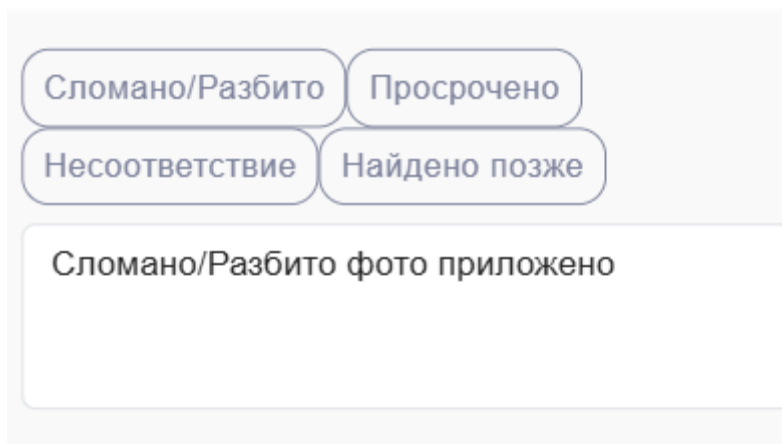 Сломано/Разбито Просрочено
Несоответствие Найдено позже
Сломано/Разбито фото приложено